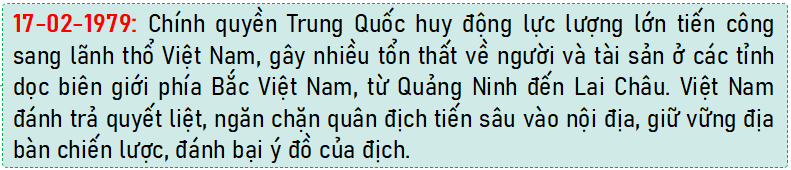 17-02-1979: Chính quyền Trung Quốc huy động lực lượng lớn tiến công
sang lãnh thổ Việt Nam, gây nhiều tổn thất về người và tài sản ở các tỉnh
dọc biên giới phía Bắc Việt Nam, từ Quảng Ninh đến Lai Châu. Việt Nam
đánh trả quyết liệt, ngăn chặn quân địch tiến sâu vào nội địa, giữ vững địa
bàn chiến lược, đánh bại ý đồ của địch.